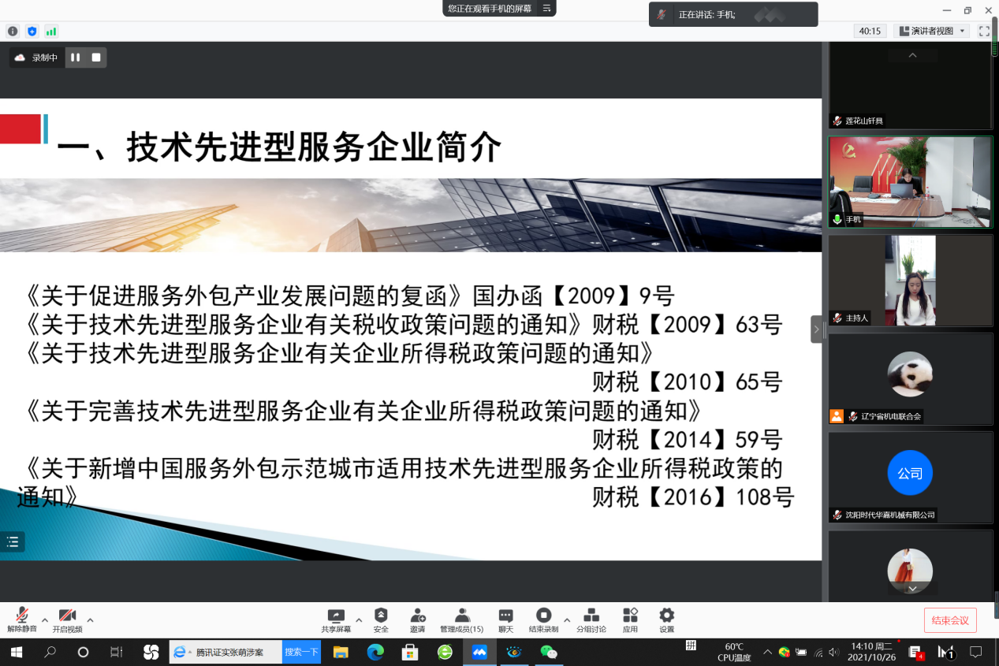 您正在观看手机的屏幕
正在讲话: 手机;
40:15
演讲者视图
录制中
一、技术先进型服务企业简介
《关于促进服务外包产业发展问题的复函》国办函【2009】9号
《关于技术先进型服务企业有关税收政策问题的通知》财税【2009】63号
《关于技术先进型服务企业有关企业所得税政策问题的通知》
财税【2010】65号
《关于完善技术先进型服务企业有关企业所得税政策问题的通知》
财税【2014】59号
《关于新增中国服务外包示范城市适用技术先进型服务企业所得税政策的
通知》 财税【2016】108号
莲花山钎具
手机
主持人
辽宁省机电联合会
公司
沈阳时代华嘉机械有限公司
解除静音
开启视频
共享屏幕
安全
邀请
管理成员(15)
聊天
结束录制
分组讨论
应用
设置
结束会议
腾讯证实张萌涉案
搜索一下
拼
60℃
CPU温度
14:10 周二
2021/10/26
4
1